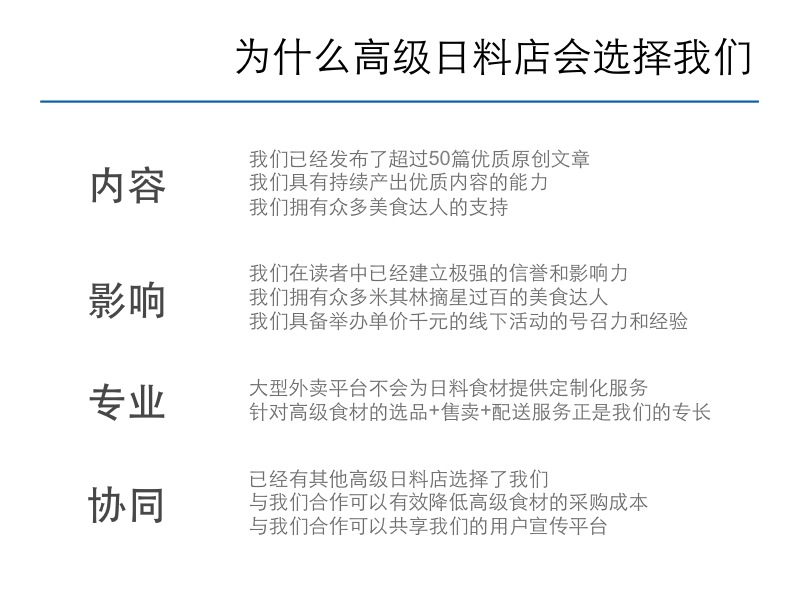 为什么高级日料店会选择我们
内容
我们已经发布了超过50篇优质原创文章
我们具有持续产出优质内容的能力
我们拥有众多美食达人的支持
影响
我们在读者中已经建立极强的信誉和影响力
我们拥有众多米其林摘星过百的美食达人
我们具备举办单价千元的线下活动的号召力和经验
专业
大型外卖平台不会为日料食材提供定制化服务
针对高级食材的选品+售卖+配送服务正是我们的专长
协同
已经有其他高级日料店选择了我们
与我们合作可以有效降低高级食材的采购成本
与我们合作可以共享我们的用户宣传平台